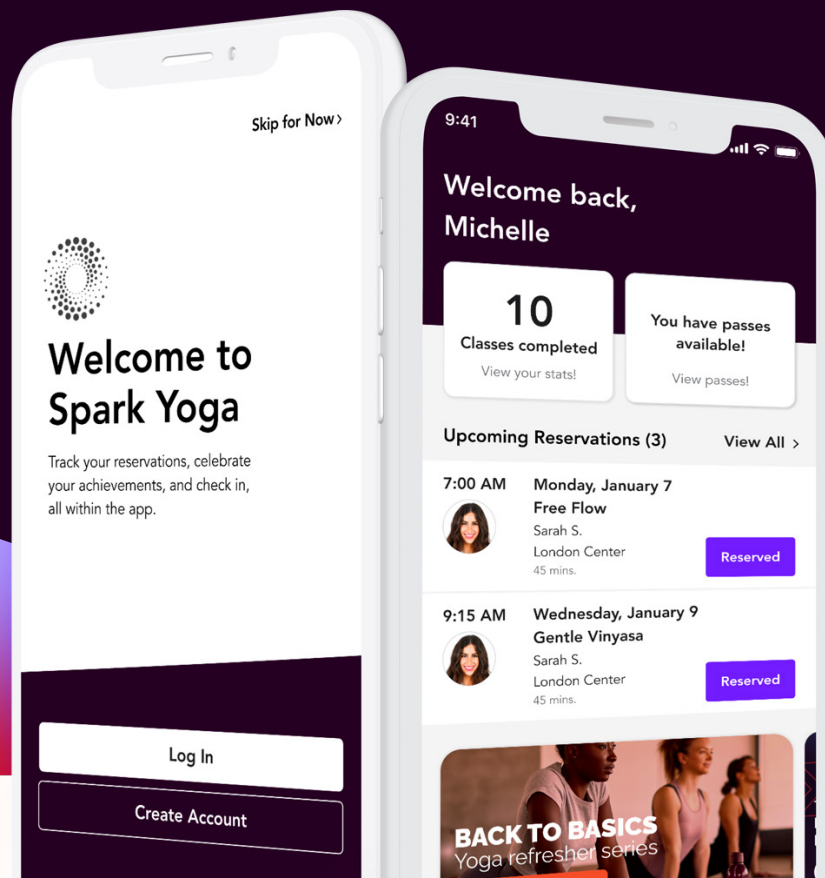 Skip for Now >
Welcome to
Spark Yoga
Track your reservations, celebrate
your achievements, and check in,
all within the app.
Log In
Create Account
9:41
Welcome back,
Michelle
10
Classes completed
View your stats!
You have passes
available!
View passes!
Upcoming Reservations (3)
View All >
7:00 AM
Monday, January 7
Free Flow
Sarah S.
London Center
45 mins.
Reserved
9:15 AM
Wednesday, January 9
Gentle Vinyasa
Sarah S.
London Center
45 mins.
Reserved
BACK TO BASICS
Yoga refresher series